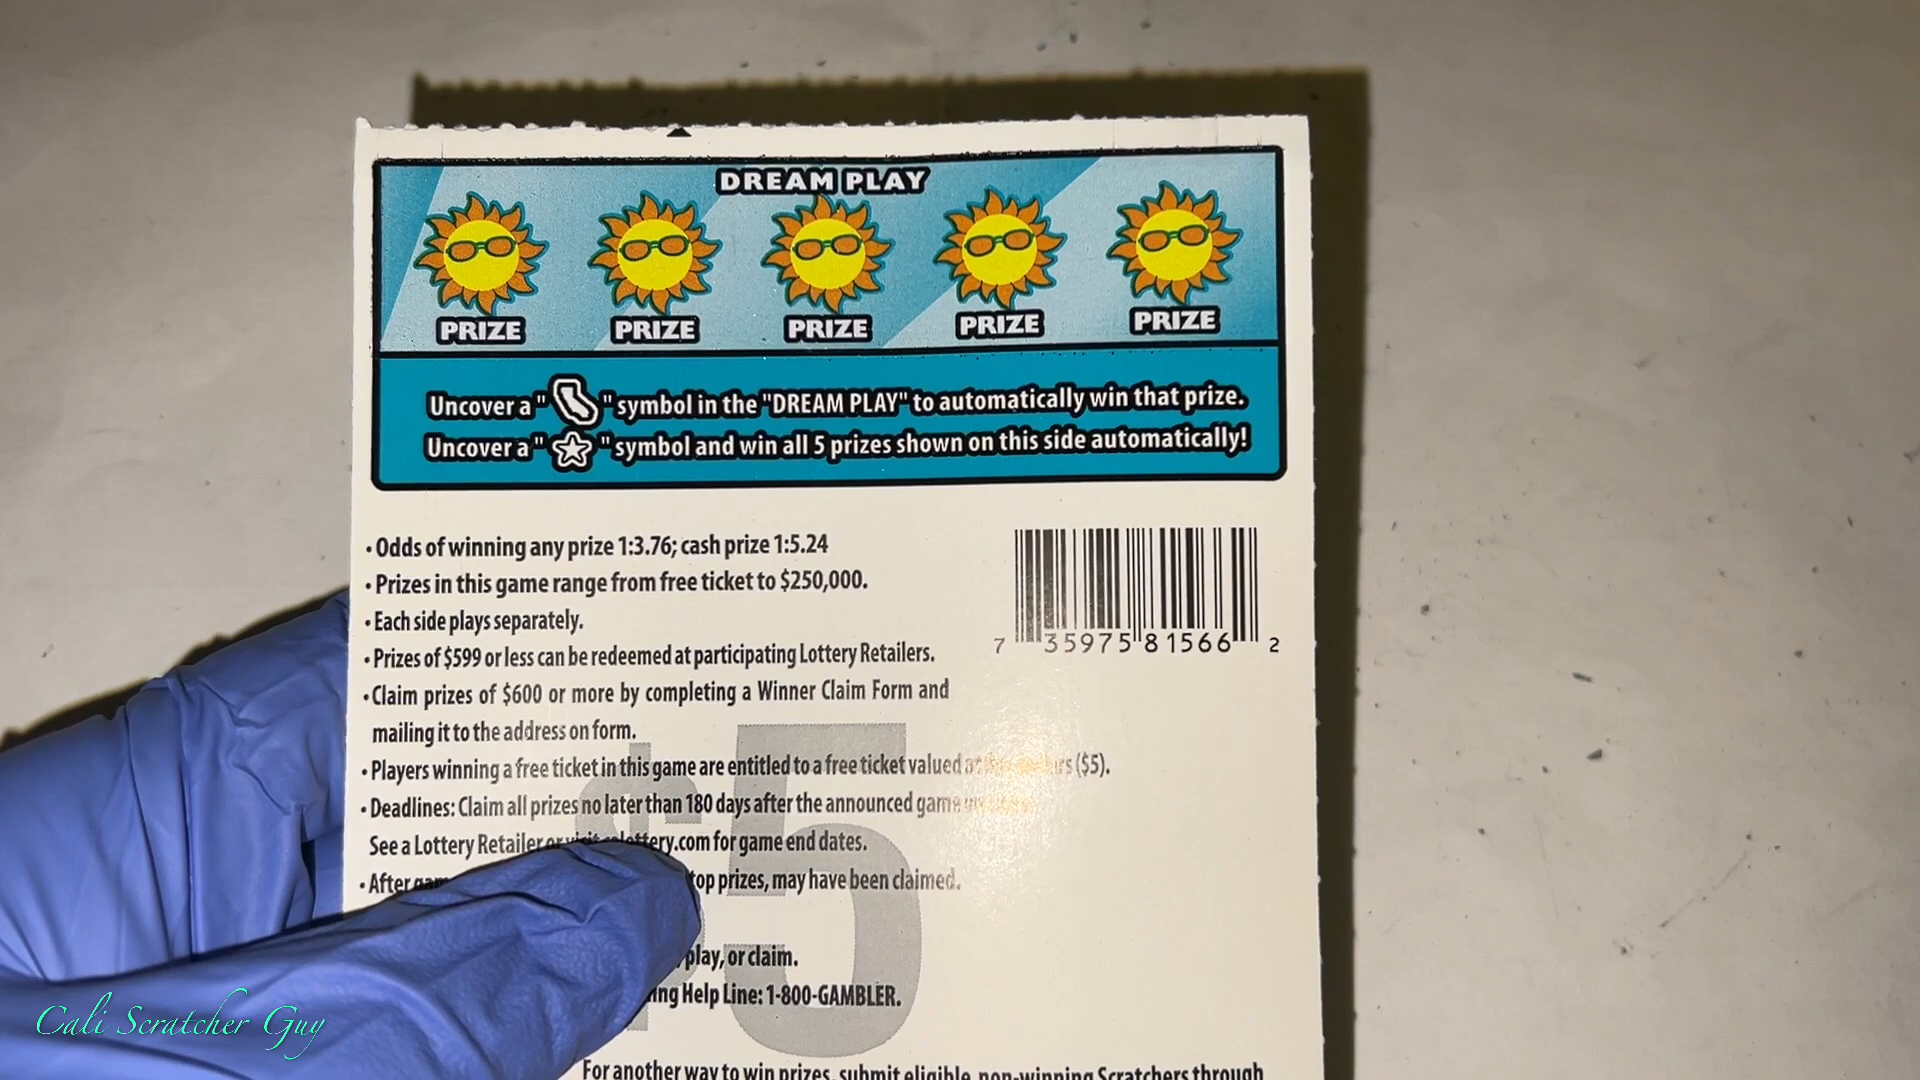 DREAM PLAY
PRIZE PRIZE PRIZE PRIZE PRIZE
Uncover a " " symbol in the "DREAM PLAY" to automatically win that prize.
Uncover a " " symbol and win all 5 prizes shown on this side automatically!
• Odds of winning any prize 1:3.76; cash prize 1:5.24
• Prizes in this game range from free ticket to $250,000.
• Each side plays separately.
• Prizes of $599 or less can be redeemed at participating Lottery Retailers.
• Claim prizes of $600 or more by completing a Winner Claim Form and
mailing it to the address on form.
• Players winning a free ticket in this game are entitled to a free ticket valued ($5).
• Deadlines: Claim all prizes no later than 180 days after the announced game
See a Lottery Retailer or visit calottery.com for game end dates.
• After top prizes, may have been claimed.
play, or claim.
Help Line: 1-800-GAMBLER.
For another way to win prizes, submit eligible, non-winning Scratchers through
7 35975 81566 2
$5
Cali Scratcher Guy